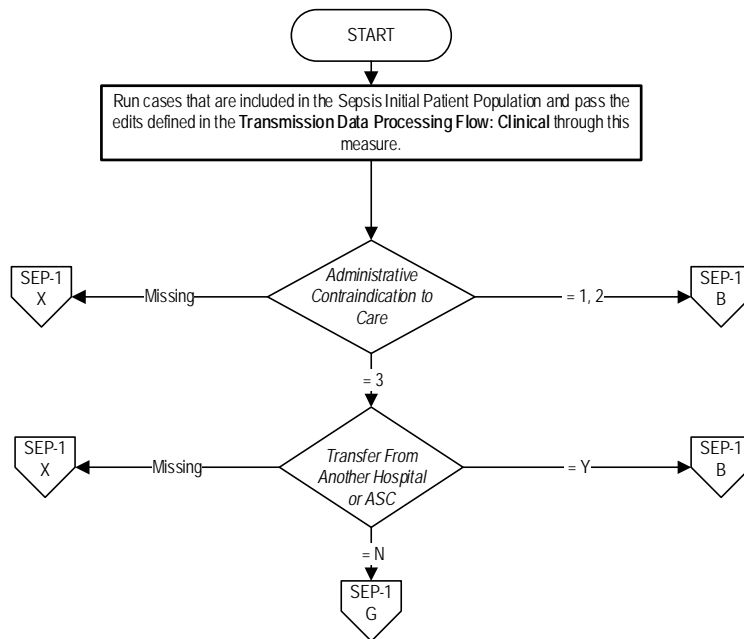 START
Run cases that are included in the Sepsis Initial Patient Population and pass the
edits defined in the Transmission Data Processing Flow: Clinical through this
measure.
SEP-1
X
Missing
Administrative
Contraindication to
Care
= 1, 2
SEP-1
B
= 3
SEP-1
X
Missing
Transfer From
Another Hospital
or ASC
= Y
SEP-1
B
= N
SEP-1
G